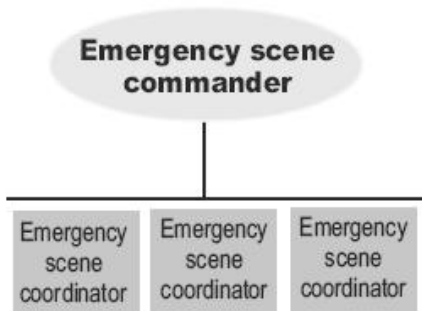 Emergency scene
commander
Emergency
scene
coordinator
Emergency
scene
coordinator
Emergency
scene
coordinator